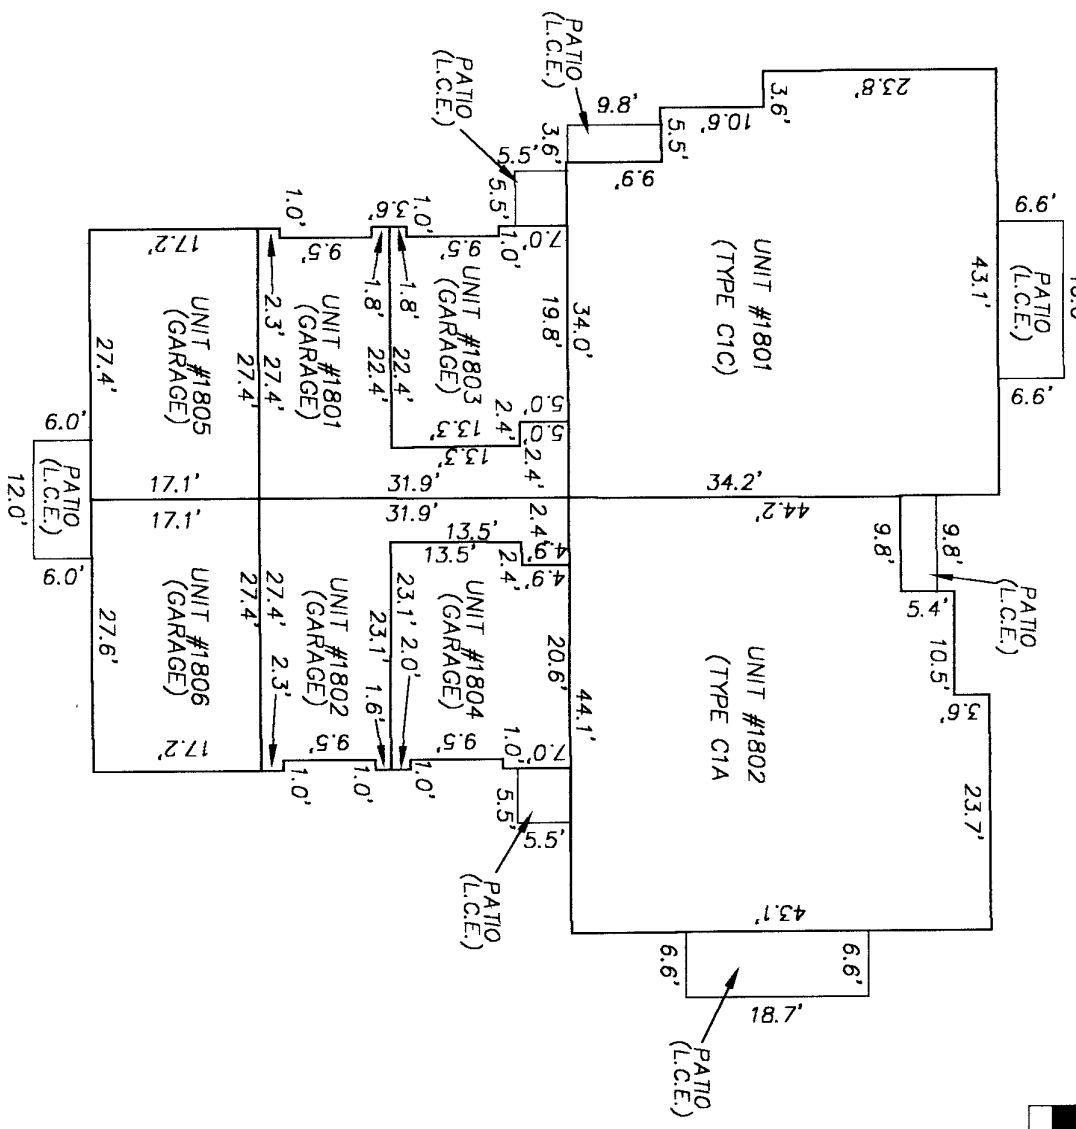 PATIO
(L.C.E.)
PATIO
(L.C.E.)
9.8'
3.6'
5.5'
5.5'
5.5'
9.9'
10.6'
3.6'
23.8'
UNIT #1801
(TYPE C1C)
43.1'
9.9'
PATIO
(L.C.E.)
9.9'
34.0'
34.2'
44.2'
17.2'
1.0'
9.5'
3.6'
1.0'
9.5'
1.0'
7.0'
19.8'
UNIT #1805
(GARAGE)
27.4'
27.4'
2.3'
27.4'
UNIT #1801
(GARAGE)
1.8'
22.4'
1.8'
22.4'
UNIT #1803
(GARAGE)
13.3'
13.3'
2.4'
5.0'
5.0'
2.4'
6.0'
PATIO
(L.C.E.)
12.0'
6.0'
17.1'
17.1'
31.9'
31.9'
13.5'
13.5'
2.4'
2.4'
4.9'
4.9'
27.6'
UNIT #1806
(GARAGE)
27.4'
27.4'
2.3'
UNIT #1802
(GARAGE)
23.1'
1.6'
23.1'
2.0'
UNIT #1804
(GARAGE)
20.6'
17.2'
1.0'
9.5'
1.0'
1.0'
9.5'
1.0'
7.0'
5.5'
5.5'
PATIO
(L.C.E.)
44.1'
UNIT #1802
(TYPE C1A
9.8'
9.8'
PATIO
(L.C.E.)
5.4'
10.5'
3.6'
23.7'
43.1'
6.6'
6.6'
18.7'
PATIO
(L.C.E.)